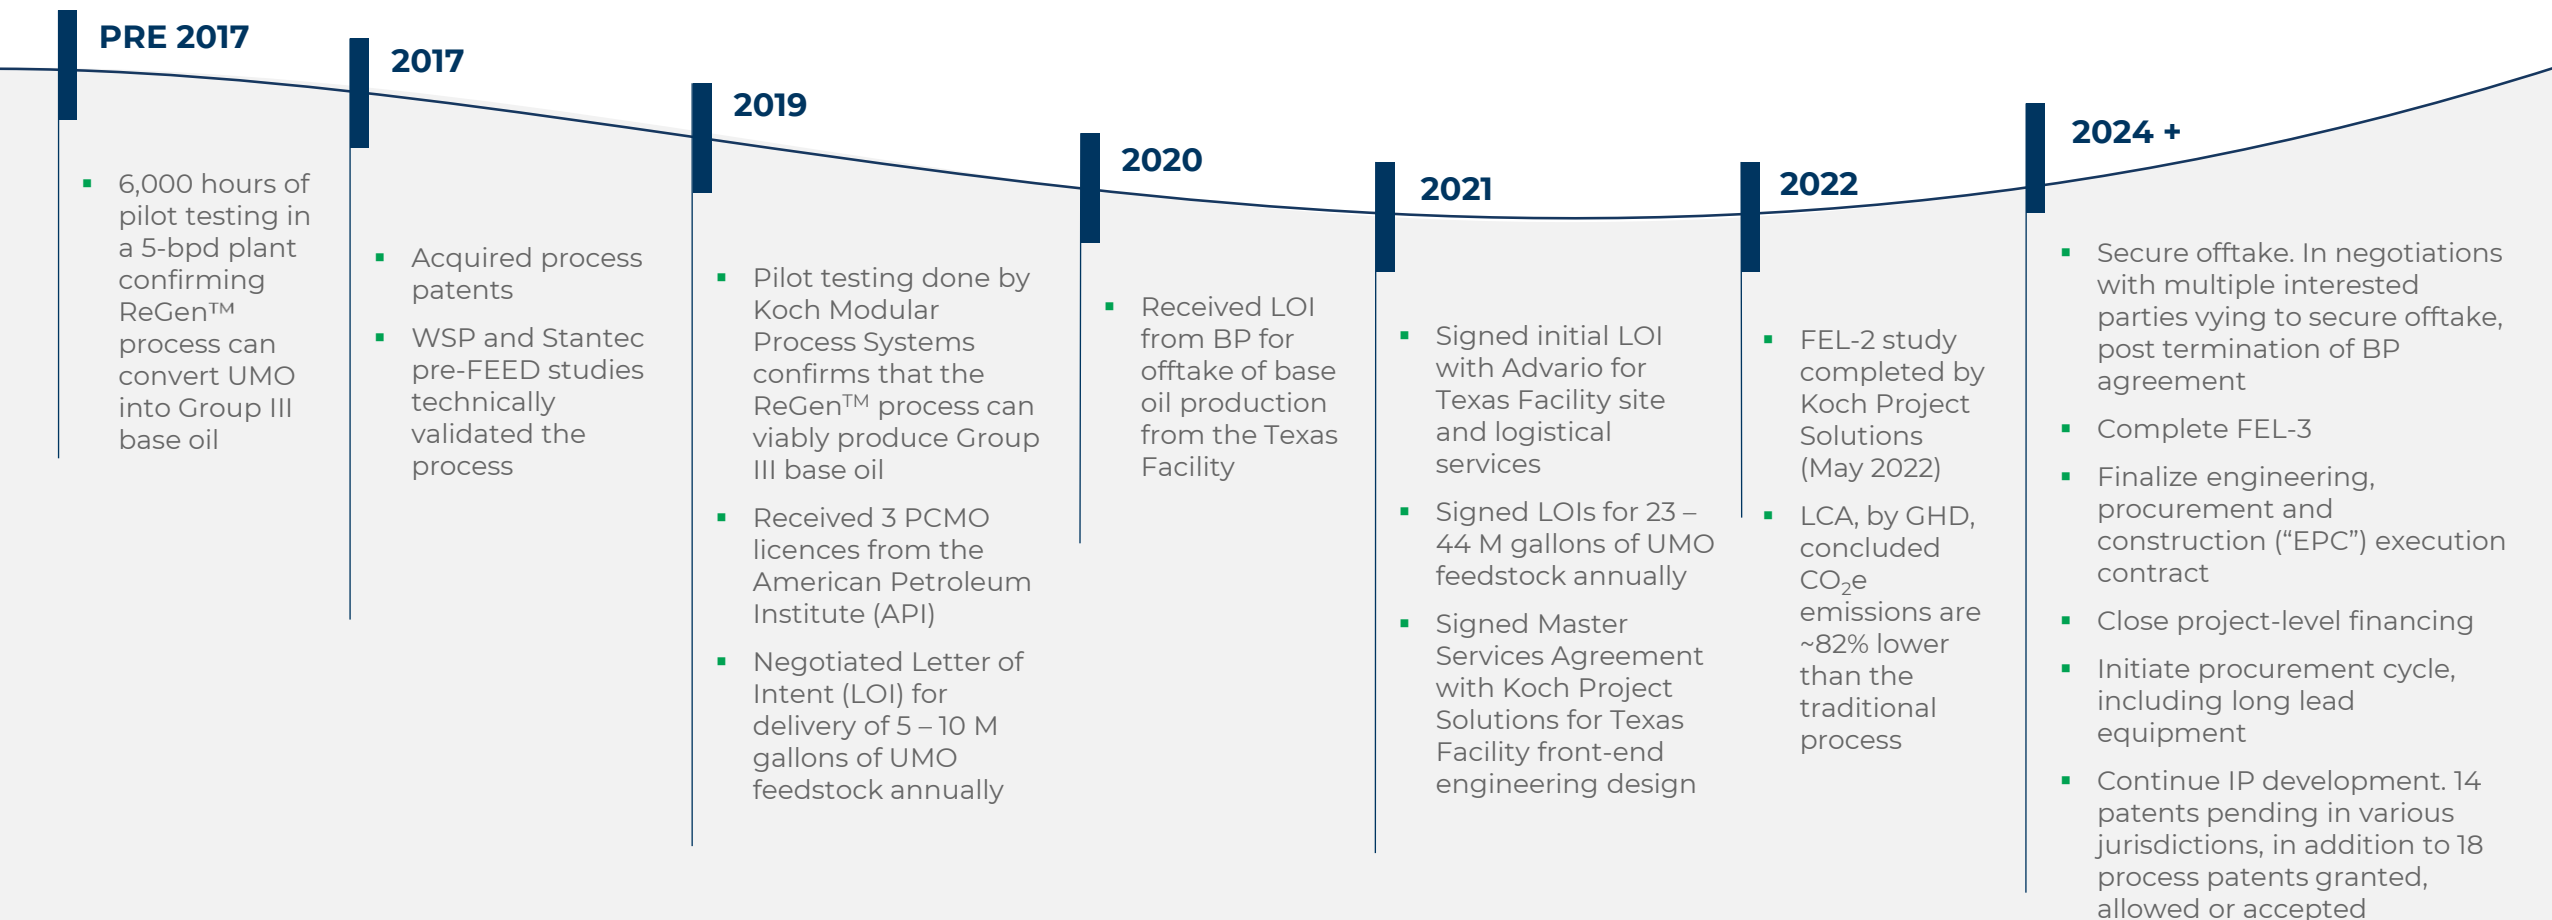 PRE 2017
6,000 hours of
pilot testing in
a 5-bpd plant
confirming
ReGen™
process can
convert UMO
into Group III
base oil
2017
Acquired process
patents
WSP and Stantec
pre-FEED studies
technically
validated the
process
2019
Pilot testing done by
Koch Modular
Process Systems
confirms that the
ReGen™ process can
viably produce Group
III base oil
Received 3 PCMO
licences from the
American Petroleum
Institute (API)
Negotiated Letter of
Intent (LOI) for
delivery of 5 – 10 M
gallons of UMO
feedstock annually
2020
Received LOI
from BP for
offtake of base
oil production
from the Texas
Facility
2021
Signed initial LOI
with Advario for
Texas Facility site
and logistical
services
Signed LOIs for 23 –
44 M gallons of UMO
feedstock annually
Signed Master
Services Agreement
with Koch Project
Solutions for Texas
Facility front-end
engineering design
2022
FEL-2 study
completed by
Koch Project
Solutions
(May 2022)
LCA, by GHD,
concluded
CO₂e
emissions are
~82% lower
than the
traditional
process
2024 +
Secure offtake. In negotiations
with multiple interested
parties vying to secure offtake,
post termination of BP
agreement
Complete FEL-3
Finalize engineering,
procurement and
construction (“EPC”) execution
contract
Close project-level financing
Initiate procurement cycle,
including long lead
equipment
Continue IP development. 14
patents pending in various
jurisdictions, in addition to 18
process patents granted,
allowed or accepted